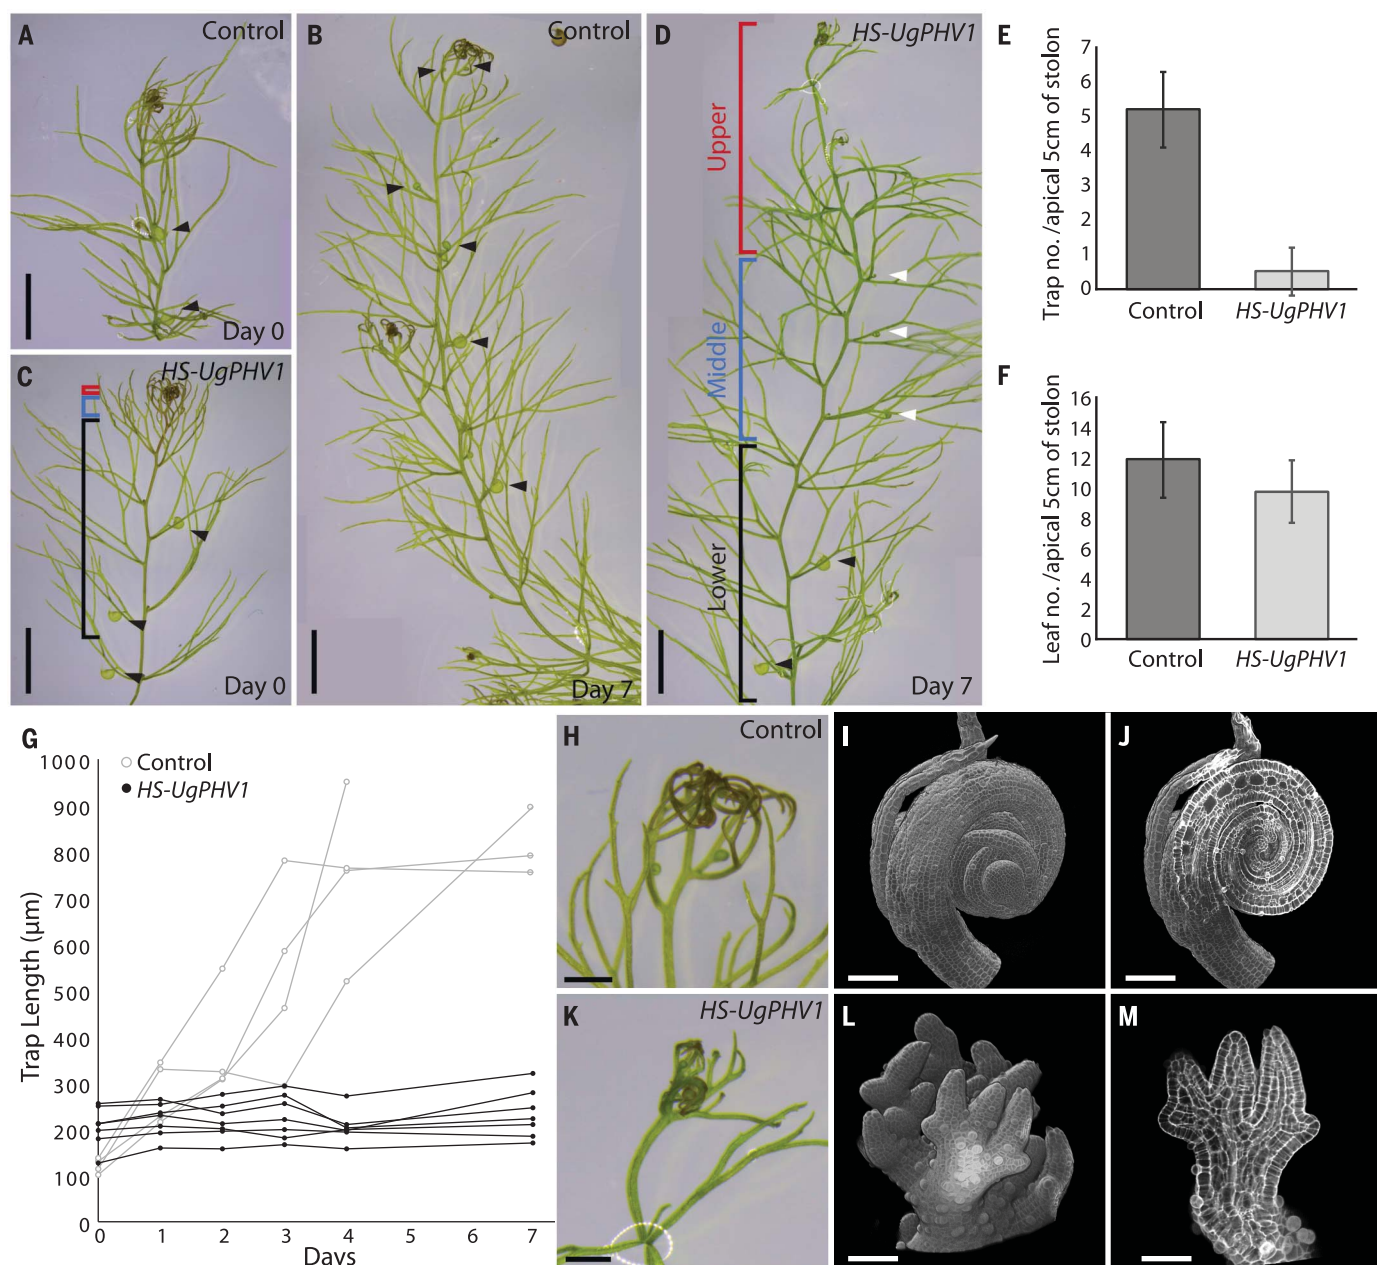 A
Control
Day 0
B
Control
Day 7
C
HS-UgPHV1
Day 0
D
HS-UgPHV1
Upper
Middle
Lower
Day 7
E
Trap no./apical 5cm of stolon
7
6
5
4
3
2
1
0
Control
HS-UgPHV1
F
Leaf no./apical 5cm of stolon
16
14
12
10
8
6
4
2
0
Control
HS-UgPHV1
G
Control
HS-UgPHV1
Trap Length (µm)
1000
900
800
700
600
500
400
300
200
100
0
0 1 2 3 4 5 6 7
Days
H
Control
I
J
K
HS-UgPHV1
L
M